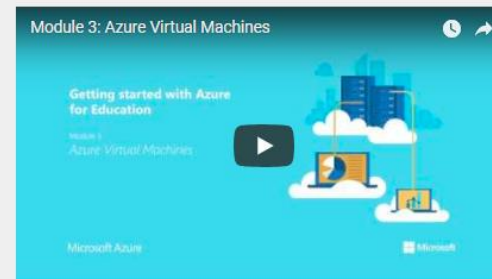 Module 3: Azure Virtual Machines
Getting started with Azure
for Education
Module 3
Azure Virtual Machines
Microsoft Azure
Microsoft